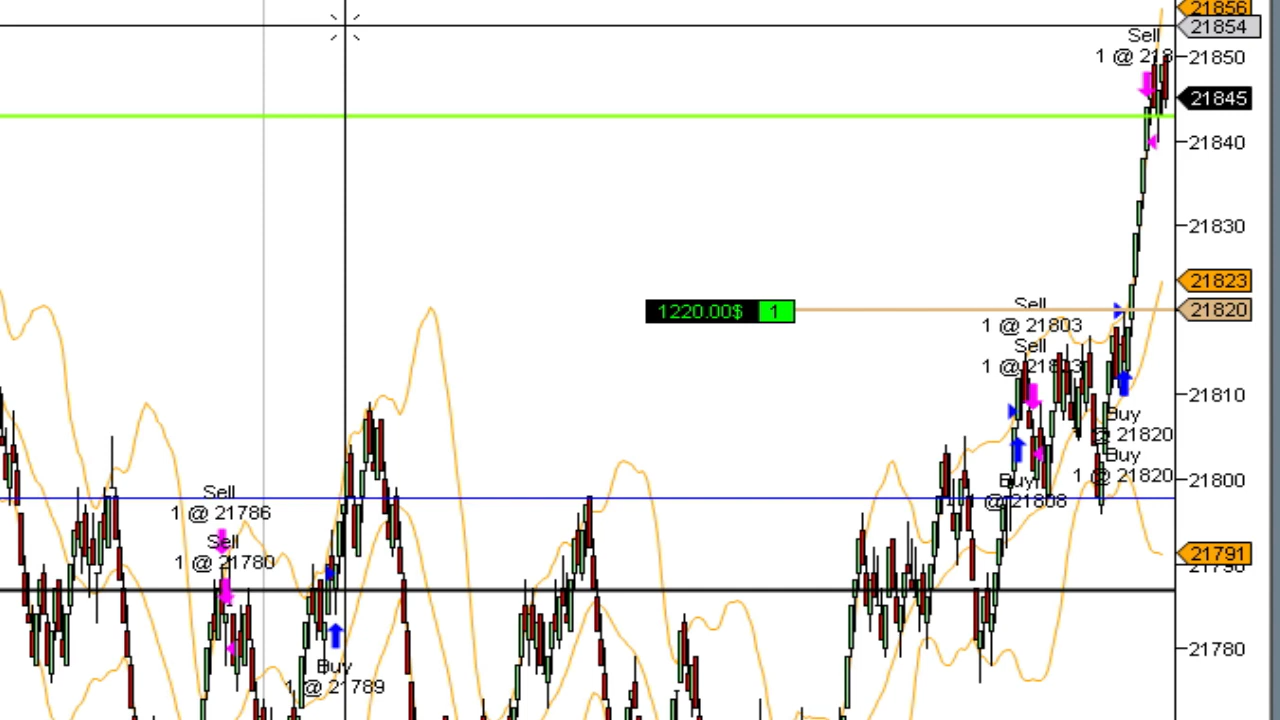 21856
21854
Sell
1 @ 218
21850
21845
21840
21830
21823
1220.00$ 1
21820
Sell
1 @ 21803
Sell
21810
Buy
@ 21820
Buy
1 @ 21820
21800
Buy
@ 21808
Sell
1 @ 21786
Sell
1 @ 21780
21791
21790
21780
Buy
1 @ 21789